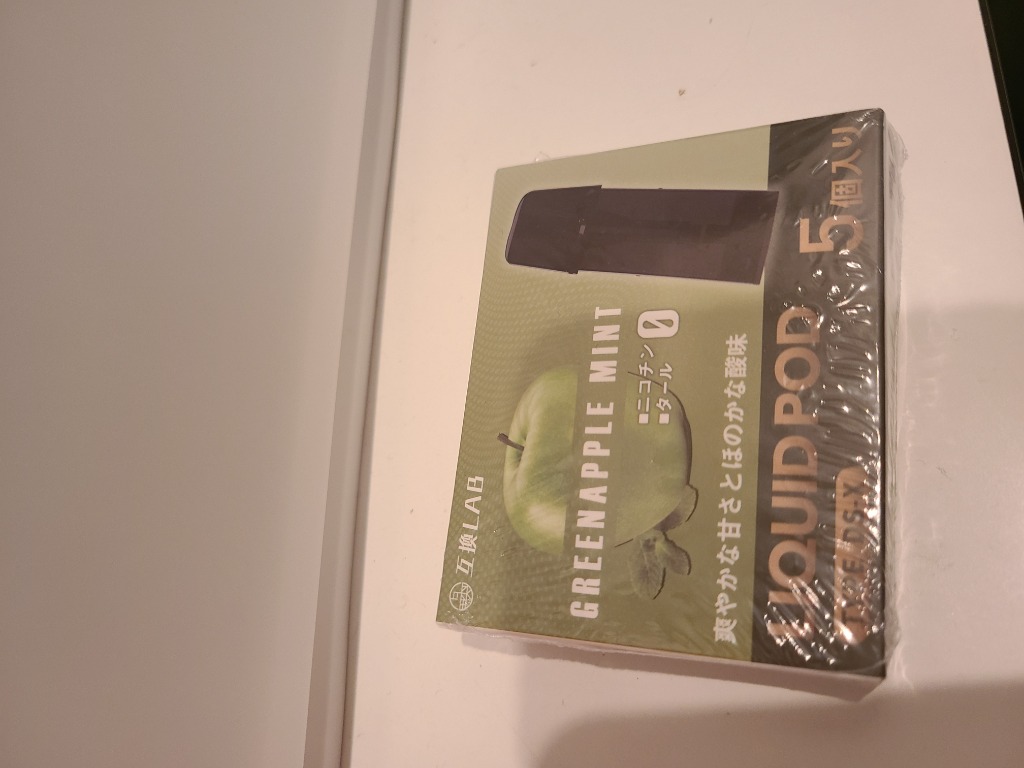 互換LAB
GREENAPPLE MINT
ニコチン
タール
0
爽やかな甘さとほのかな酸味
LIQUID POD 5個入り